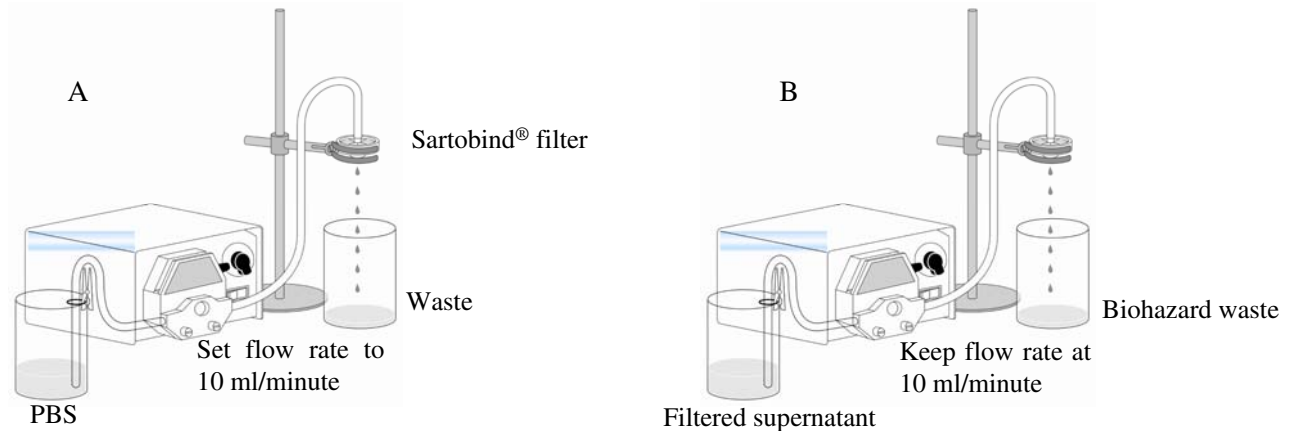 A
Sartobind® filter
Waste
Set flow rate to
10 ml/minute
PBS
B
Biohazard waste
Keep flow rate at
10 ml/minute
Filtered supernatant